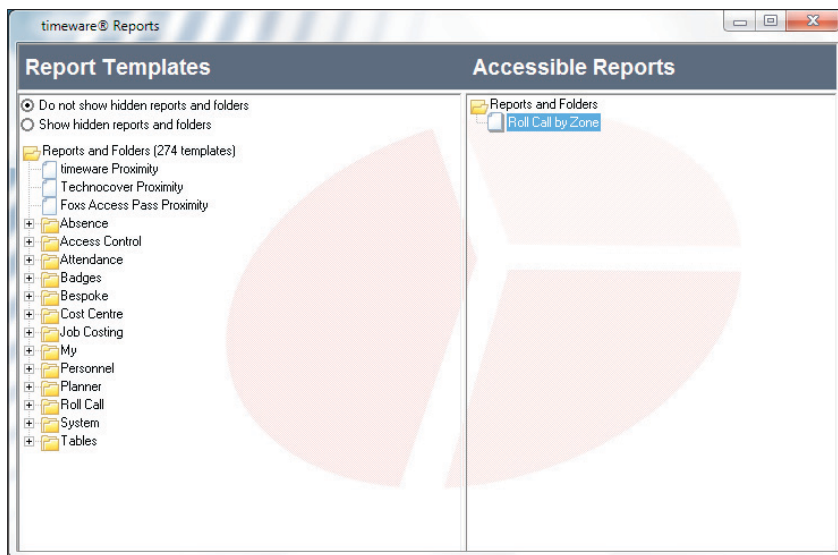 timeware® Reports
Report Templates
Accessible Reports
Do not show hidden reports and folders
Show hidden reports and folders
Reports and Folders (274 templates)
timeware Proximity
Technocover Proximity
Foxs Access Pass Proximity
Absence
Access Control
Attendance
Badges
Bespoke
Cost Centre
Job Costing
My
Personnel
Planner
Roll Call
System
Tables
Reports and Folders
Roll Call by Zone